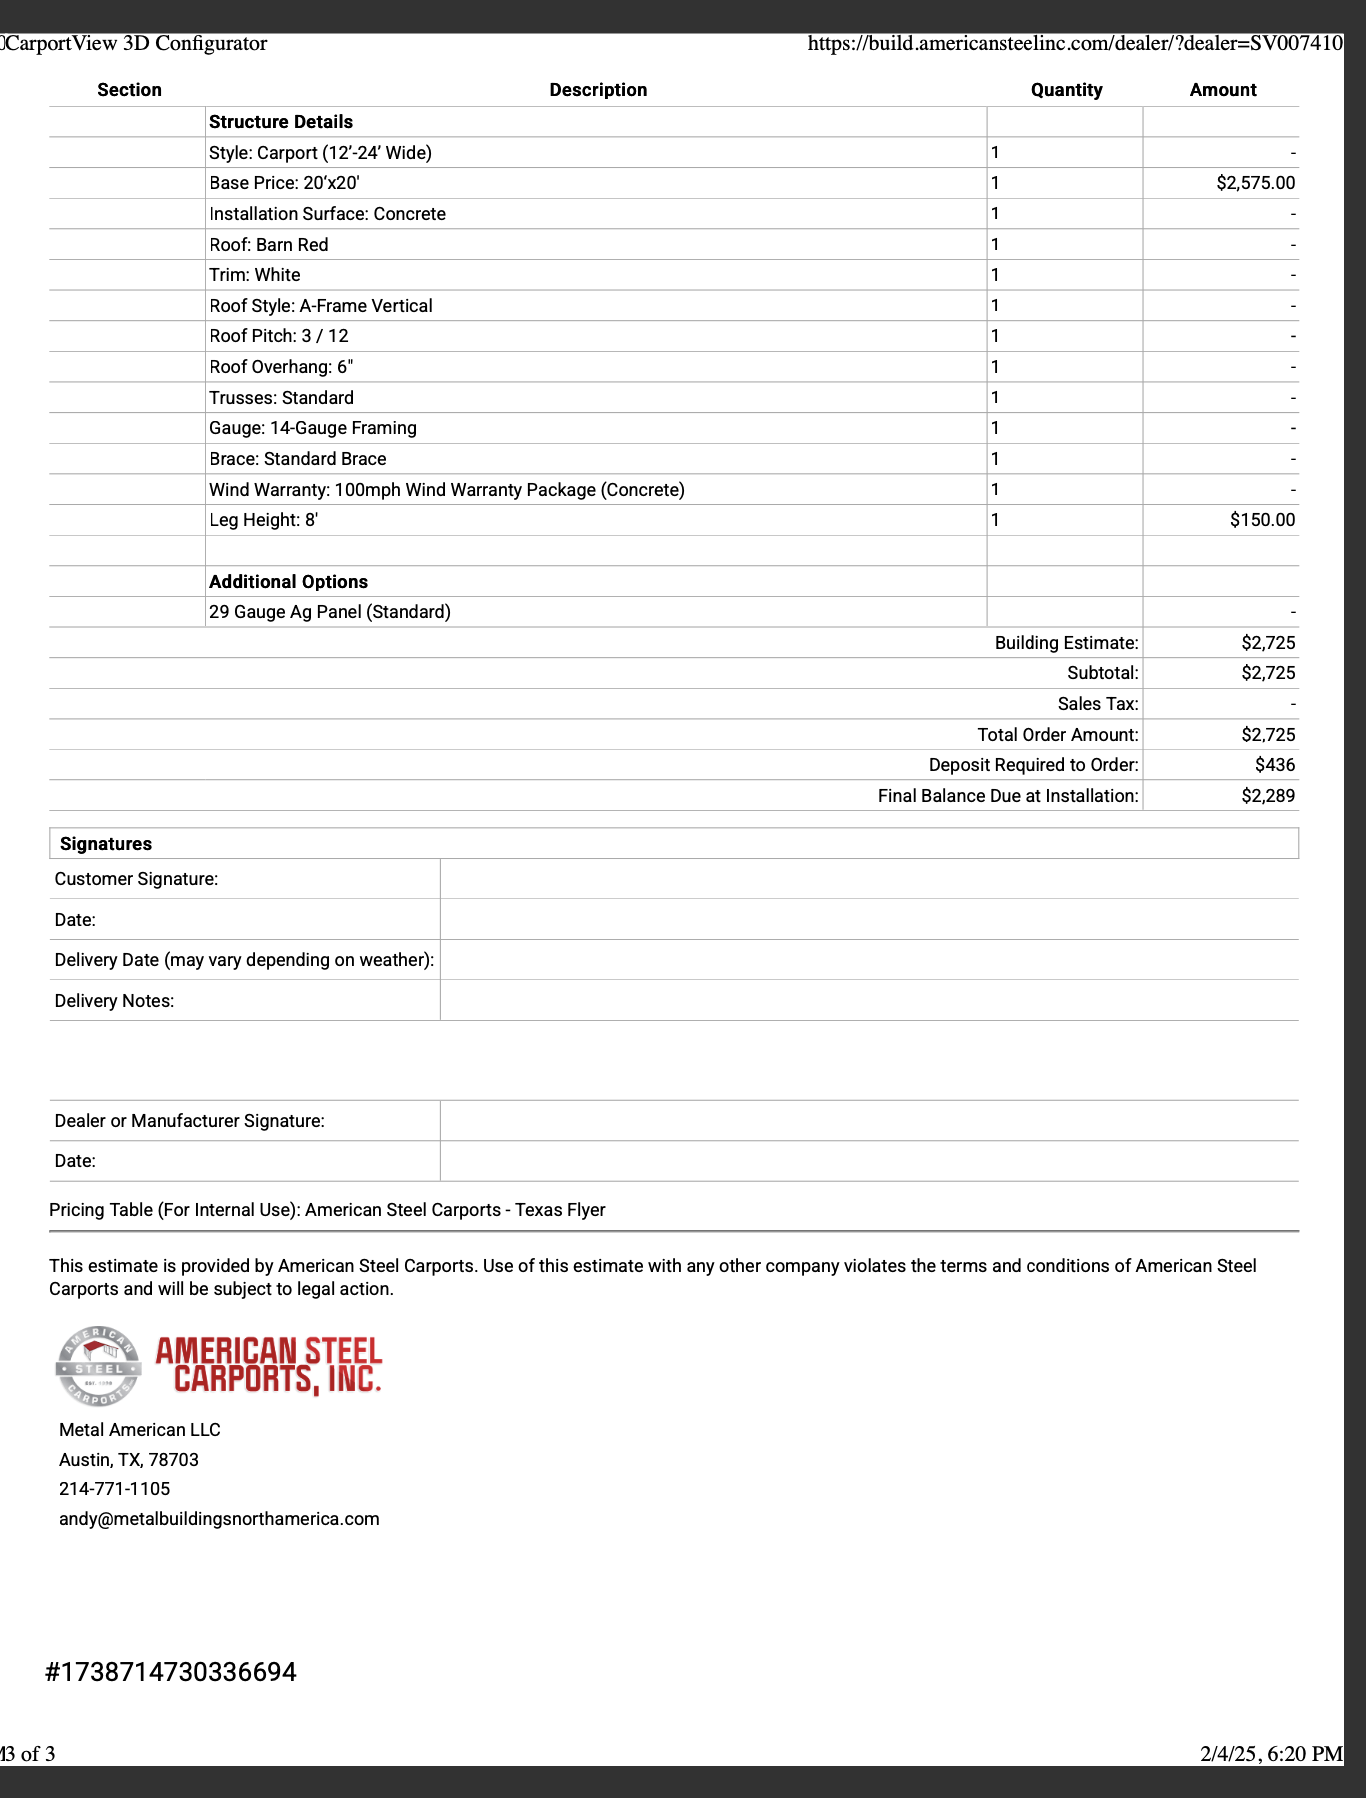 CarportView 3D Configurator https://build.americansteelinc.com/dealer/?dealer=SV007410
Section Description Quantity Amount
Structure Details
Style: Carport (12’-24’ Wide) 1 -
Base Price: 20‘x20' 1 $2,575.00
Installation Surface: Concrete 1 -
Roof: Barn Red 1 -
Trim: White 1 -
Roof Style: A-Frame Vertical 1 -
Roof Pitch: 3 / 12 1 -
Roof Overhang: 6" 1 -
Trusses: Standard 1 -
Gauge: 14-Gauge Framing 1 -
Brace: Standard Brace 1 -
Wind Warranty: 100mph Wind Warranty Package (Concrete) 1 -
Leg Height: 8' 1 $150.00
Additional Options
29 Gauge Ag Panel (Standard) -
Building Estimate: $2,725
Subtotal: $2,725
Sales Tax: -
Total Order Amount: $2,725
Deposit Required to Order: $436
Final Balance Due at Installation: $2,289
Signatures
Customer Signature:
Date:
Delivery Date (may vary depending on weather):
Delivery Notes:
Dealer or Manufacturer Signature:
Date:
Pricing Table (For Internal Use): American Steel Carports - Texas Flyer
This estimate is provided by American Steel Carports. Use of this estimate with any other company violates the terms and conditions of American Steel
Carports and will be subject to legal action.
AMERICAN
STEEL
CARPORTS
AMERICAN STEEL
CARPORTS, INC.
Metal American LLC
Austin, TX, 78703
214-771-1105
andy@metalbuildingsnorthamerica.com
#1738714730336694
3 of 3 2/4/25, 6:20 PM